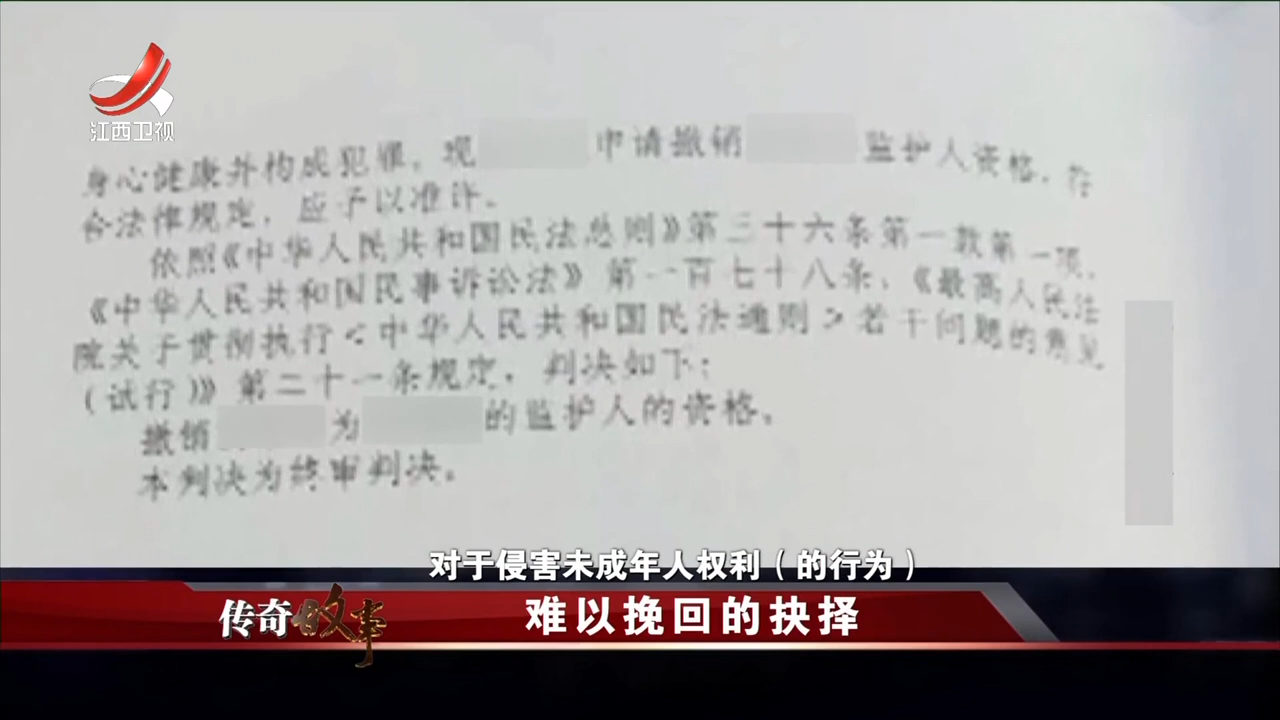 江西卫视
身心健康并构成犯罪，现 申请撤销 监护人资格，符
合法律规定，应予以准许。
依照《中华人民共和国民法总则》第三十六条第一款第一项、
《中华人民共和国民事诉讼法》第一百七十八条、《最高人民法
院关于贯彻执行<中华人民共和国民法通则>若干问题的意见
（试行）》第二十一条规定，判决如下：
撤销 为 的监护人的资格。
本判决为终审判决。
对于侵害未成年人权利（的行为）
传奇故事
难以挽回的抉择